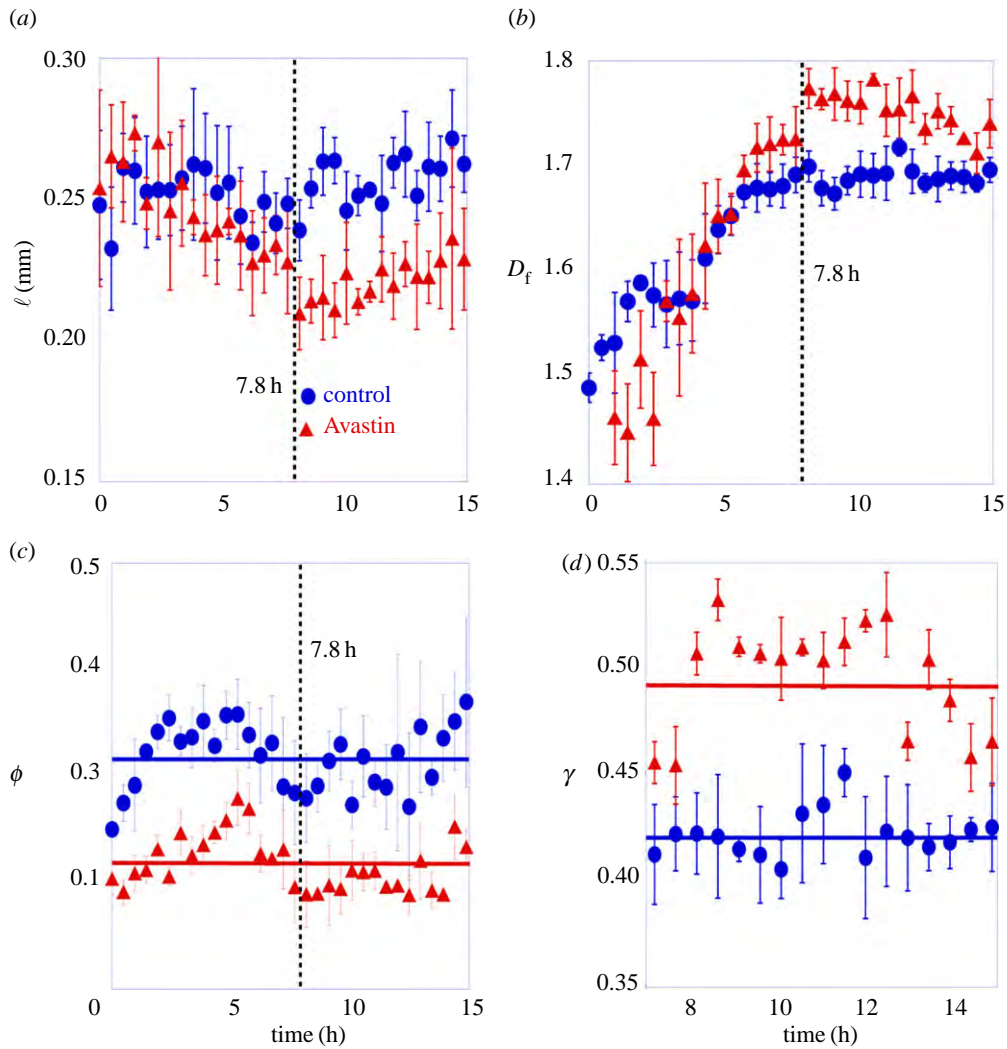 (a)
0.30
0.25
ℓ (mm)
0.20
0.15
7.8 h
control
Avastin
0
5
10
15
(b)
1.8
1.7
Df
1.6
1.5
1.4
7.8 h
0
5
10
15
(c)
0.5
0.4
ϕ
0.3
0.1
7.8 h
0
5
10
15
time (h)
(d)
0.55
0.50
γ
0.45
0.40
0.35
8
10
12
14
time (h)